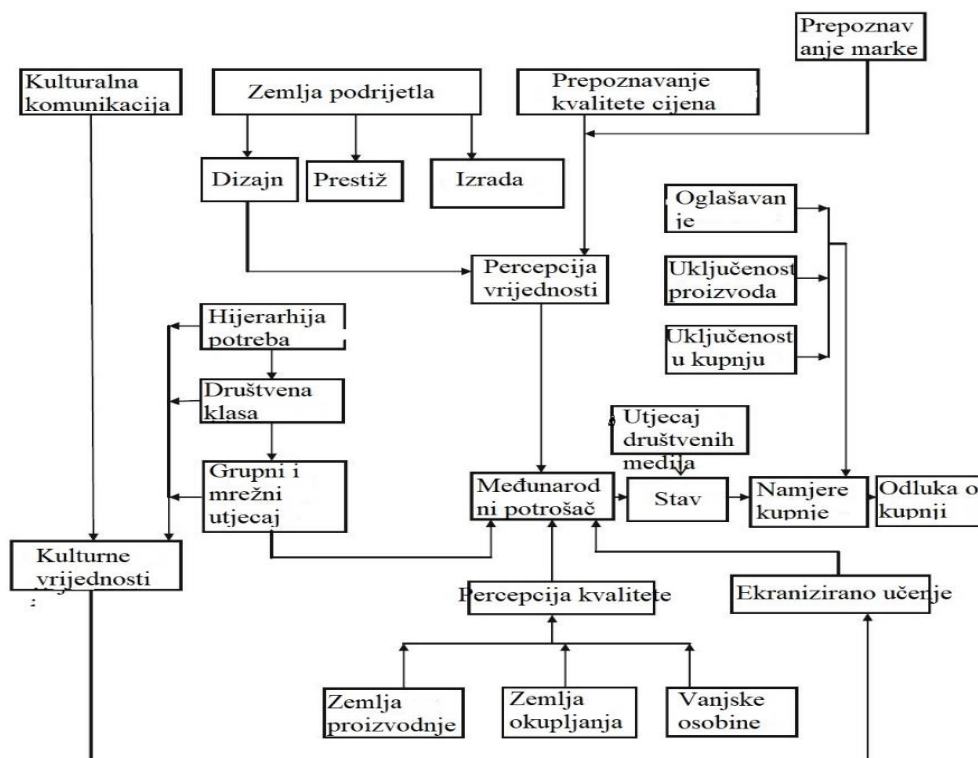 Prepoznav
anje marke
Kulturalna
komunikacija
Zemlja podrijetla
Prepoznavanje
kvalitete cijena
Dizajn
Prestiž
Izrada
Oglašavan
je
Percepcija
vrijednosti
Uključenost
proizvoda
Hijerarhija
potreba
Uključenost
u kupnju
Društvena
klasa
Utjecaj
društvenih
medila
Grupni i
mrežni
utjecaj
Međunarod
ni potrošač
Stav
Namjere
kupnje
Odluka o
kupnji
Kulturne
vrijednosti
Percepcija kvalitete
Ekranizirano učenje
Zemlja
proizvodnje
Zemlja
okupljanja
Vanjske
osobine